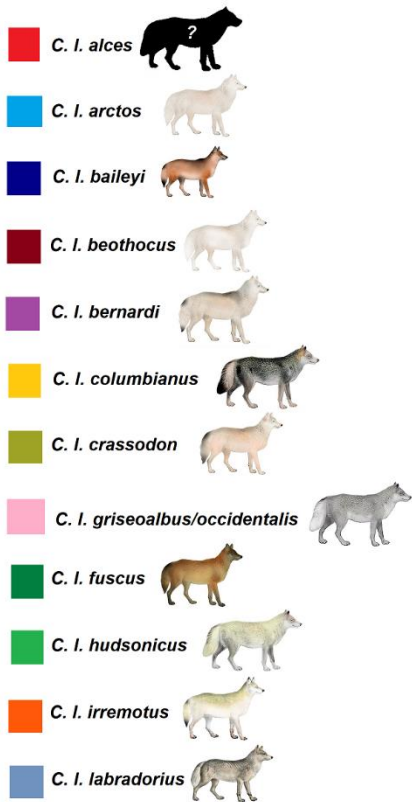 ?
C. l. alces
C. l. arctos
C. l. baileyi
C. l. beothocus
C. l. bernardi
C. l. columbianus
C. l. crassodon
C. l. griseoalbus/occidentalis
C. l. fuscus
C. l. hudsonicus
C. l. irremotus
C. l. labradorius